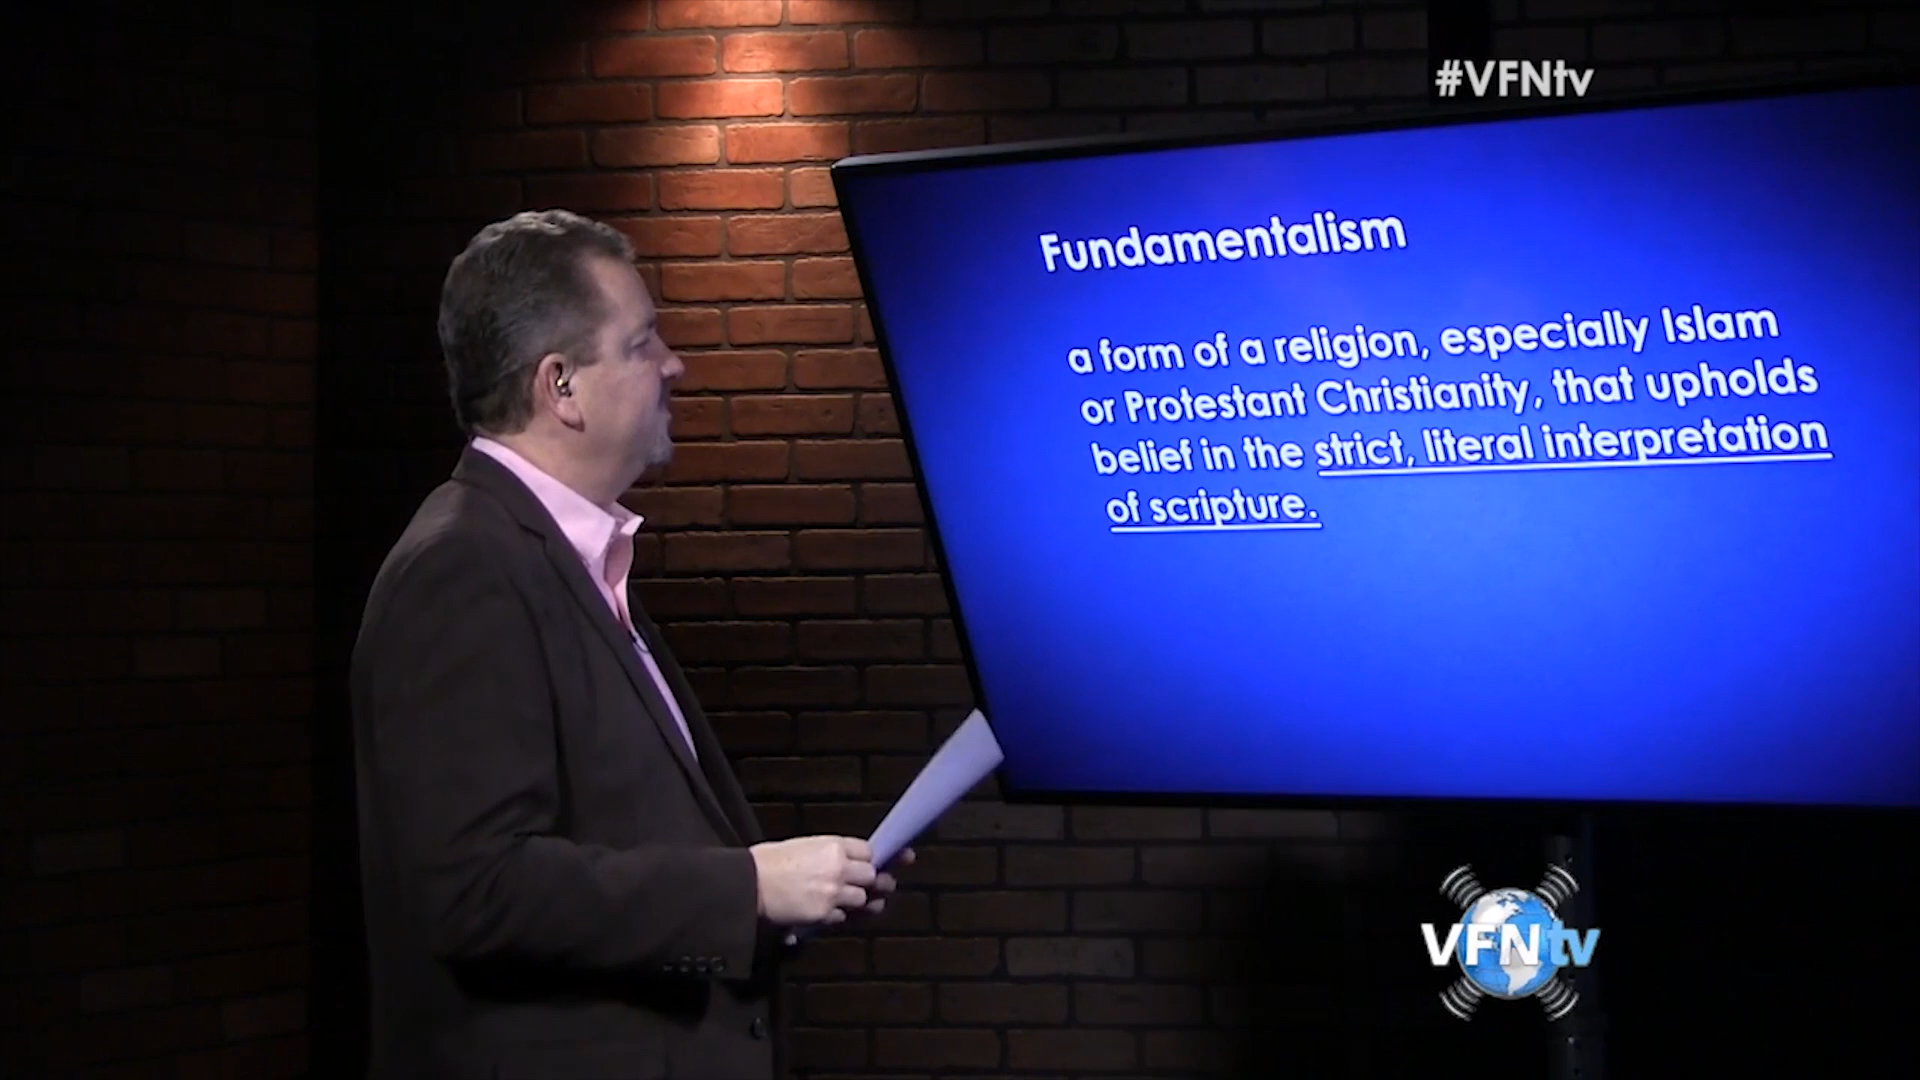 #VFNtv
Fundamentalism
a form of a religion, especially Islam
or Protestant Christianity, that upholds
belief in the strict, literal interpretation
of scripture.
VFNtv